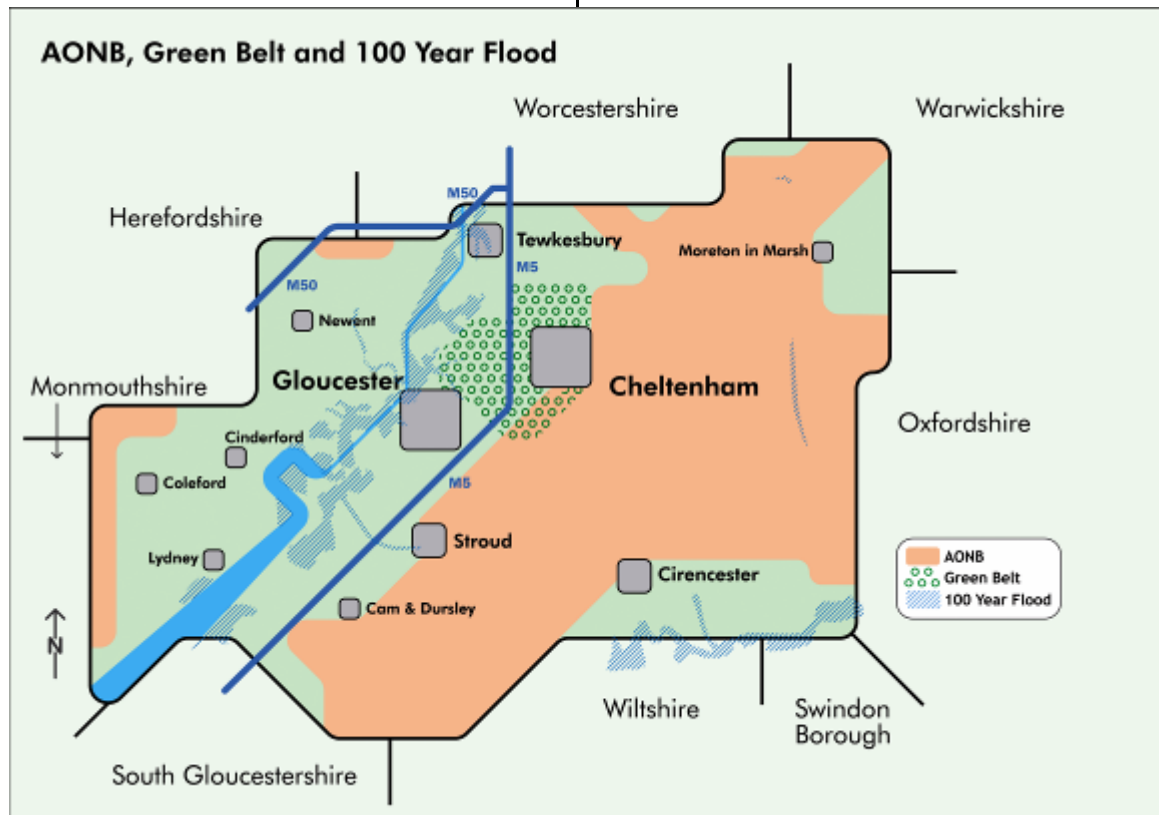 AONB, Green Belt and 100 Year Flood
Worcestershire
Warwickshire
M50
Herefordshire
Tewkesbury
Moreton in Marsh
M5
M50
Newent
Gloucester
Cheltenham
Monmouthshire
Oxfordshire
Cinderford
Coleford
M5
Stroud
Lydney
AONB
Green Belt
100 Year Flood
Cirencester
Cam & Dursley
N
Wiltshire
Swindon
Borough
South Gloucestershire